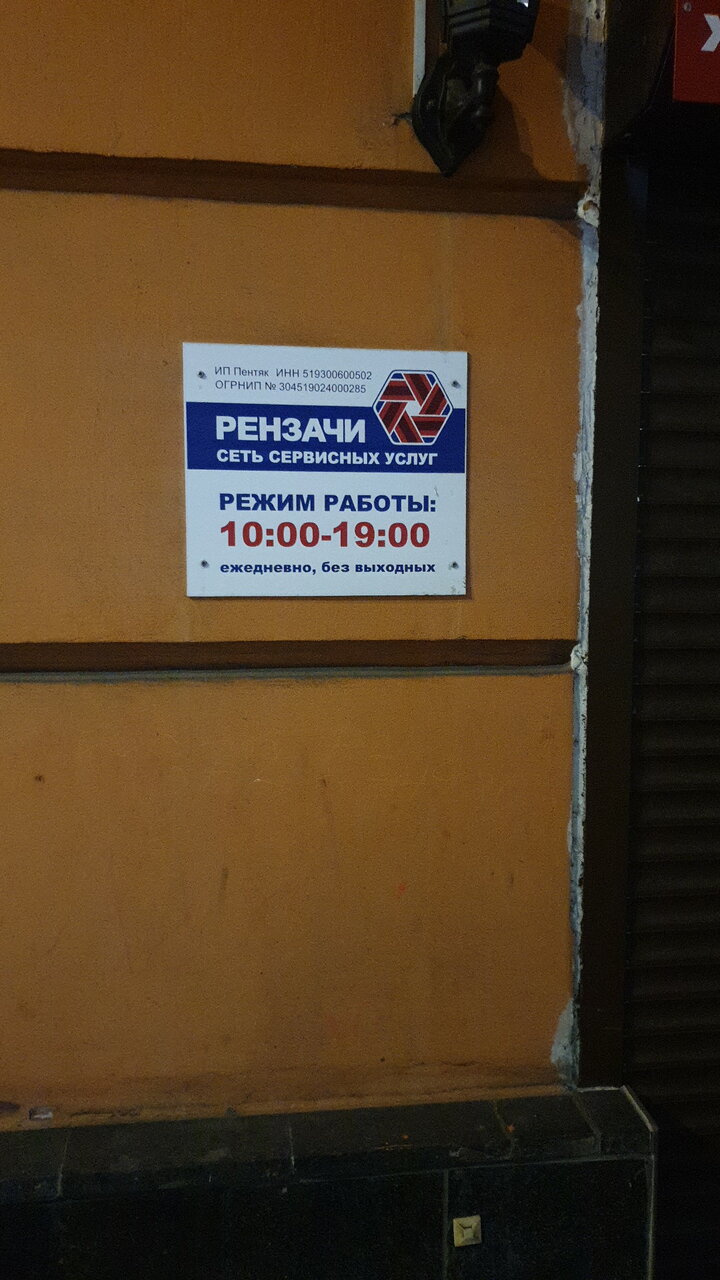 ИП Пентяк ИНН 519300600502
ОГРНИП № 304519024000285
РЕНЗАЧИ
СЕТЬ СЕРВИСНЫХ УСЛУГ
РЕЖИМ РАБОТЫ:
10:00-19:00
ежедневно, без выходных